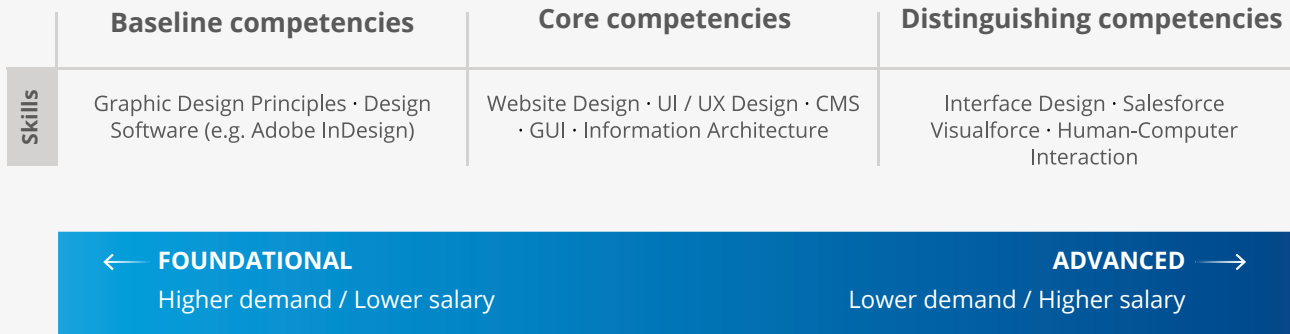 Baseline competencies
Core competencies
Distinguishing competencies
Skills
Graphic Design Principles · Design
Software (e.g. Adobe InDesign)
Website Design · UI / UX Design · CMS
· GUI · Information Architecture
Interface Design · Salesforce
Visualforce · Human-Computer
Interaction
← FOUNDATIONAL
Higher demand / Lower salary
ADVANCED →
Lower demand / Higher salary